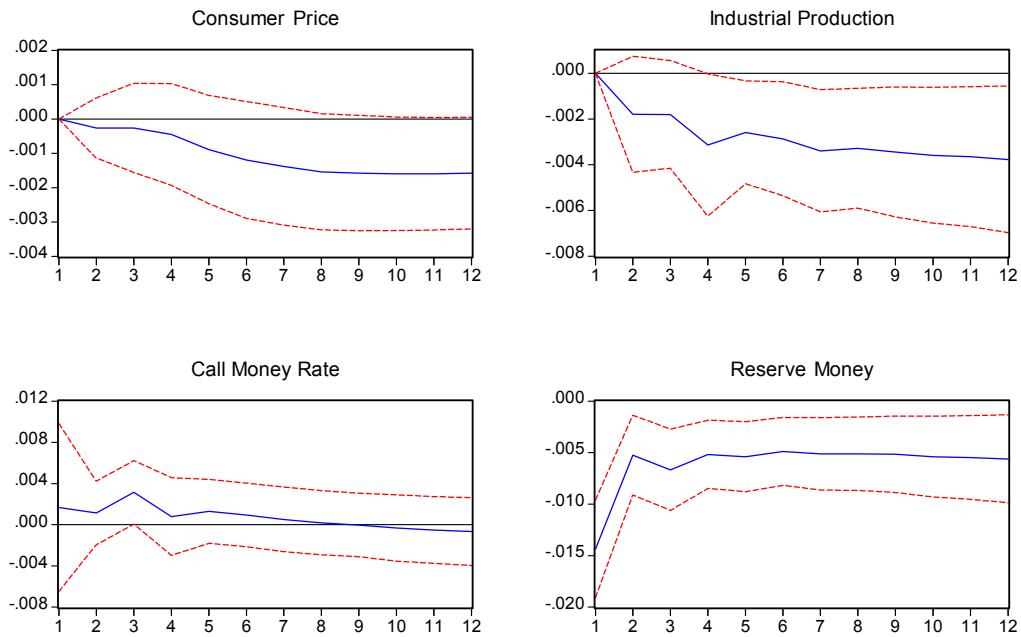 Consumer Price
.002
.001
.000
-.001
-.002
-.003
-.004
1 2 3 4 5 6 7 8 9 10 11 12
Industrial Production
.000
-.002
-.004
-.006
-.008
1 2 3 4 5 6 7 8 9 10 11 12
Call Money Rate
.012
.008
.004
.000
-.004
-.008
1 2 3 4 5 6 7 8 9 10 11 12
Reserve Money
.000
-.005
-.010
-.015
-.020
1 2 3 4 5 6 7 8 9 10 11 12